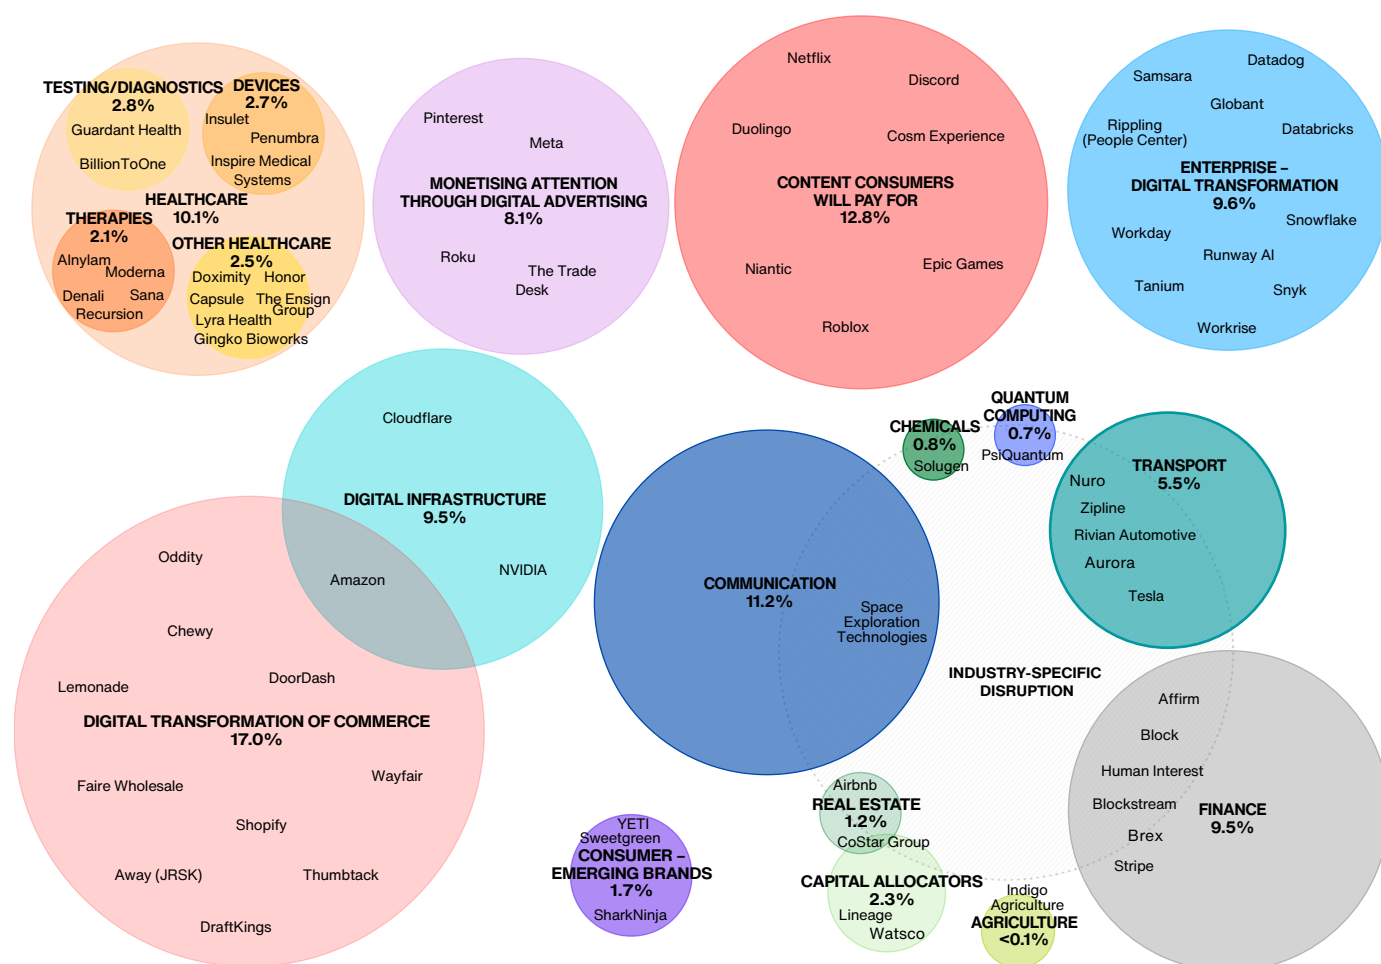 TESTING/DIAGNOSTICS
2.8%
Guardant Health
BillionToOne
DEVICES
2.7%
Insulet
Penumbra
Inspire Medical
Systems
HEALTHCARE
10.1%
THERAPIES
2.1%
Alnylam
Moderna
Denali
Sana
Recursion
OTHER HEALTHCARE
2.5%
Doximity
Honor
Capsule
The Ensign
Group
Lyra Health
Gingko Bioworks
Pinterest
Meta
MONETISING ATTENTION
THROUGH DIGITAL ADVERTISING
8.1%
Roku
The Trade
Desk
Netflix
Discord
Duolingo
Cosm Experience
CONTENT CONSUMERS
WILL PAY FOR
12.8%
Niantic
Epic Games
Roblox
Datadog
Samsara
Globant
Rippling
(People Center)
Databricks
ENTERPRISE –
DIGITAL TRANSFORMATION
9.6%
Snowflake
Workday
Runway AI
Tanium
Snyk
Workrise
Cloudflare
DIGITAL INFRASTRUCTURE
9.5%
NVIDIA
Amazon
Oddity
Chewy
DoorDash
Lemonade
DIGITAL TRANSFORMATION OF COMMERCE
17.0%
Wayfair
Faire Wholesale
Shopify
Away (JRSK)
Thumbtack
DraftKings
COMMUNICATION
11.2%
Space
Exploration
Technologies
CHEMICALS
0.8%
Solugen
QUANTUM
COMPUTING
0.7%
PsiQuantum
TRANSPORT
5.5%
Nuro
Zipline
Rivian Automotive
Aurora
Tesla
INDUSTRY-SPECIFIC
DISRUPTION
Affirm
Block
Human Interest
Blockstream
Brex
Stripe
FINANCE
9.5%
Airbnb
REAL ESTATE
1.2%
CoStar Group
CAPITAL ALLOCATORS
2.3%
Lineage
Watsco
Indigo
Agriculture
AGRICULTURE
<0.1%
YETI
Sweetgreen
CONSUMER –
EMERGING BRANDS
1.7%
SharkNinja